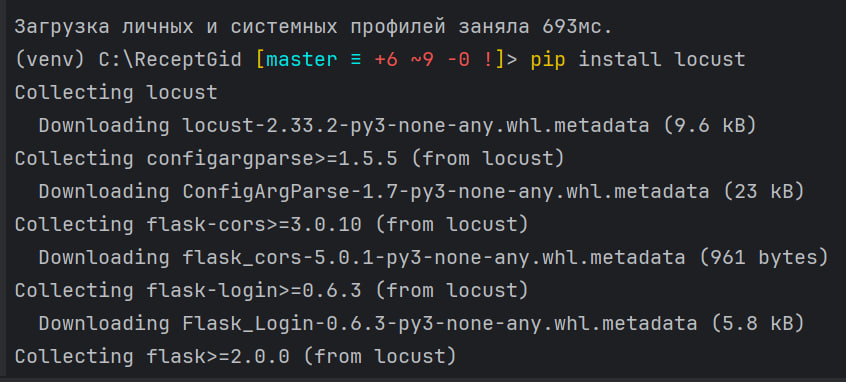 Загрузка личных и системных профилей заняла 693мс.
(venv) C:\ReceptGid [master ≡ +6 ~9 -0 !]> pip install locust
Collecting locust
  Downloading locust-2.33.2-py3-none-any.whl.metadata (9.6 kB)
Collecting configargparse>=1.5.5 (from locust)
  Downloading ConfigArgParse-1.7-py3-none-any.whl.metadata (23 kB)
Collecting flask-cors>=3.0.10 (from locust)
  Downloading flask_cors-5.0.1-py3-none-any.whl.metadata (961 bytes)
Collecting flask-login>=0.6.3 (from locust)
  Downloading Flask_Login-0.6.3-py3-none-any.whl.metadata (5.8 kB)
Collecting flask>=2.0.0 (from locust)